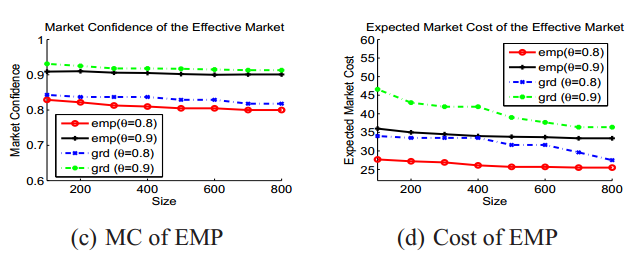 Market Confidence of the Effective Market
Market Confidence
1
0.9
0.8
0.7
0.6
emp(θ=0.8)
emp(θ=0.9)
grd (θ=0.8)
grd (θ=0.9)
200 400 600 800
Size
(c) MC of EMP
Expected Market Cost of the Effective Market
Expected Market Cost
60
55
50
45
40
35
30
25
emp(θ=0.8)
emp(θ=0.9)
grd (θ=0.8)
grd (θ=0.9)
200 400 600 800
Size
(d) Cost of EMP